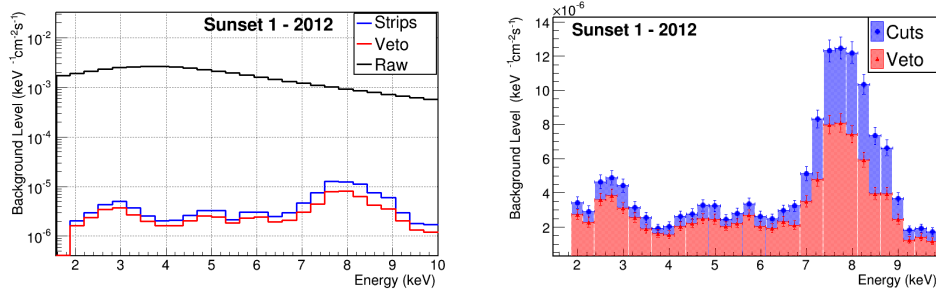 Sunset 1 - 2012
Strips
Veto
Raw
Background Level (keV ⁻¹cm⁻²s⁻¹)
10⁻²
10⁻³
10⁻⁴
10⁻⁵
10⁻⁶
2 3 4 5 6 7 8 9 10
Energy (keV)
×10⁻⁶
Sunset 1 - 2012
Cuts
Veto
Background Level (keV ⁻¹cm⁻²s⁻¹)
14
12
10
8
6
4
2
2 3 4 5 6 7 8 9
Energy (keV)